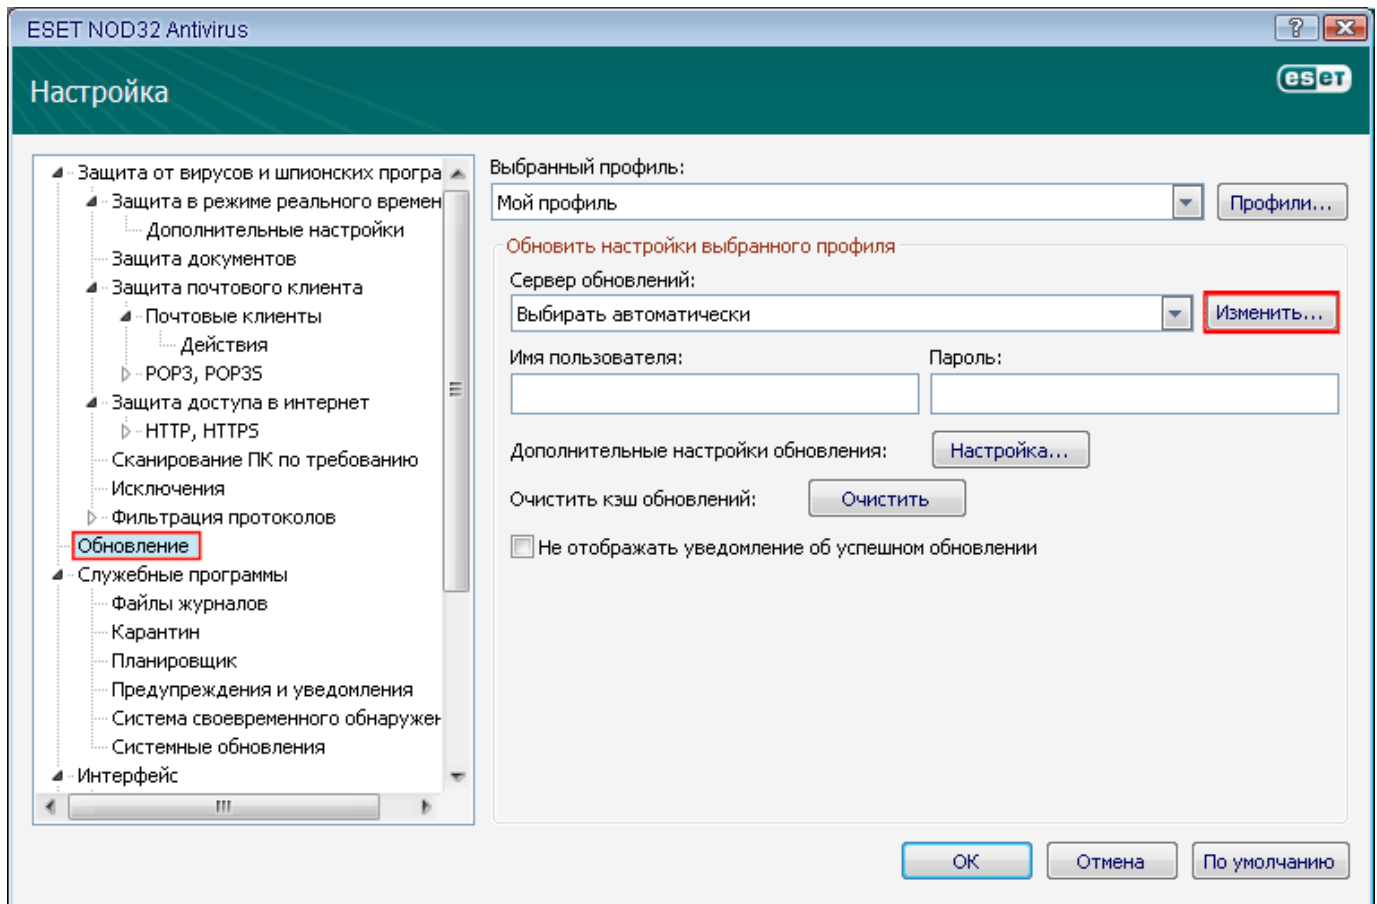 ESET NOD32 Antivirus
Настройка
eseT
Защита от вирусов и шпионских програ
Защита в режиме реального времен
Дополнительные настройки
Защита документов
Защита почтового клиента
Почтовые клиенты
Действия
POP3, POP3S
Защита доступа в интернет
HTTP, HTTPS
Сканирование ПК по требованию
Исключения
Фильтрация протоколов
Обновление
Служебные программы
Файлы журналов
Карантин
Планировщик
Предупреждения и уведомления
Система своевременного обнаружен
Системные обновления
Интерфейс
Выбранный профиль:
Мой профиль
Профили...
Обновить настройки выбранного профиля
Сервер обновлений:
Выбирать автоматически
Изменить...
Имя пользователя:
Пароль:
Дополнительные настройки обновления:
Настройка...
Очистить кэш обновлений:
Очистить
Не отображать уведомление об успешном обновлении
ОК
Отмена
По умолчанию